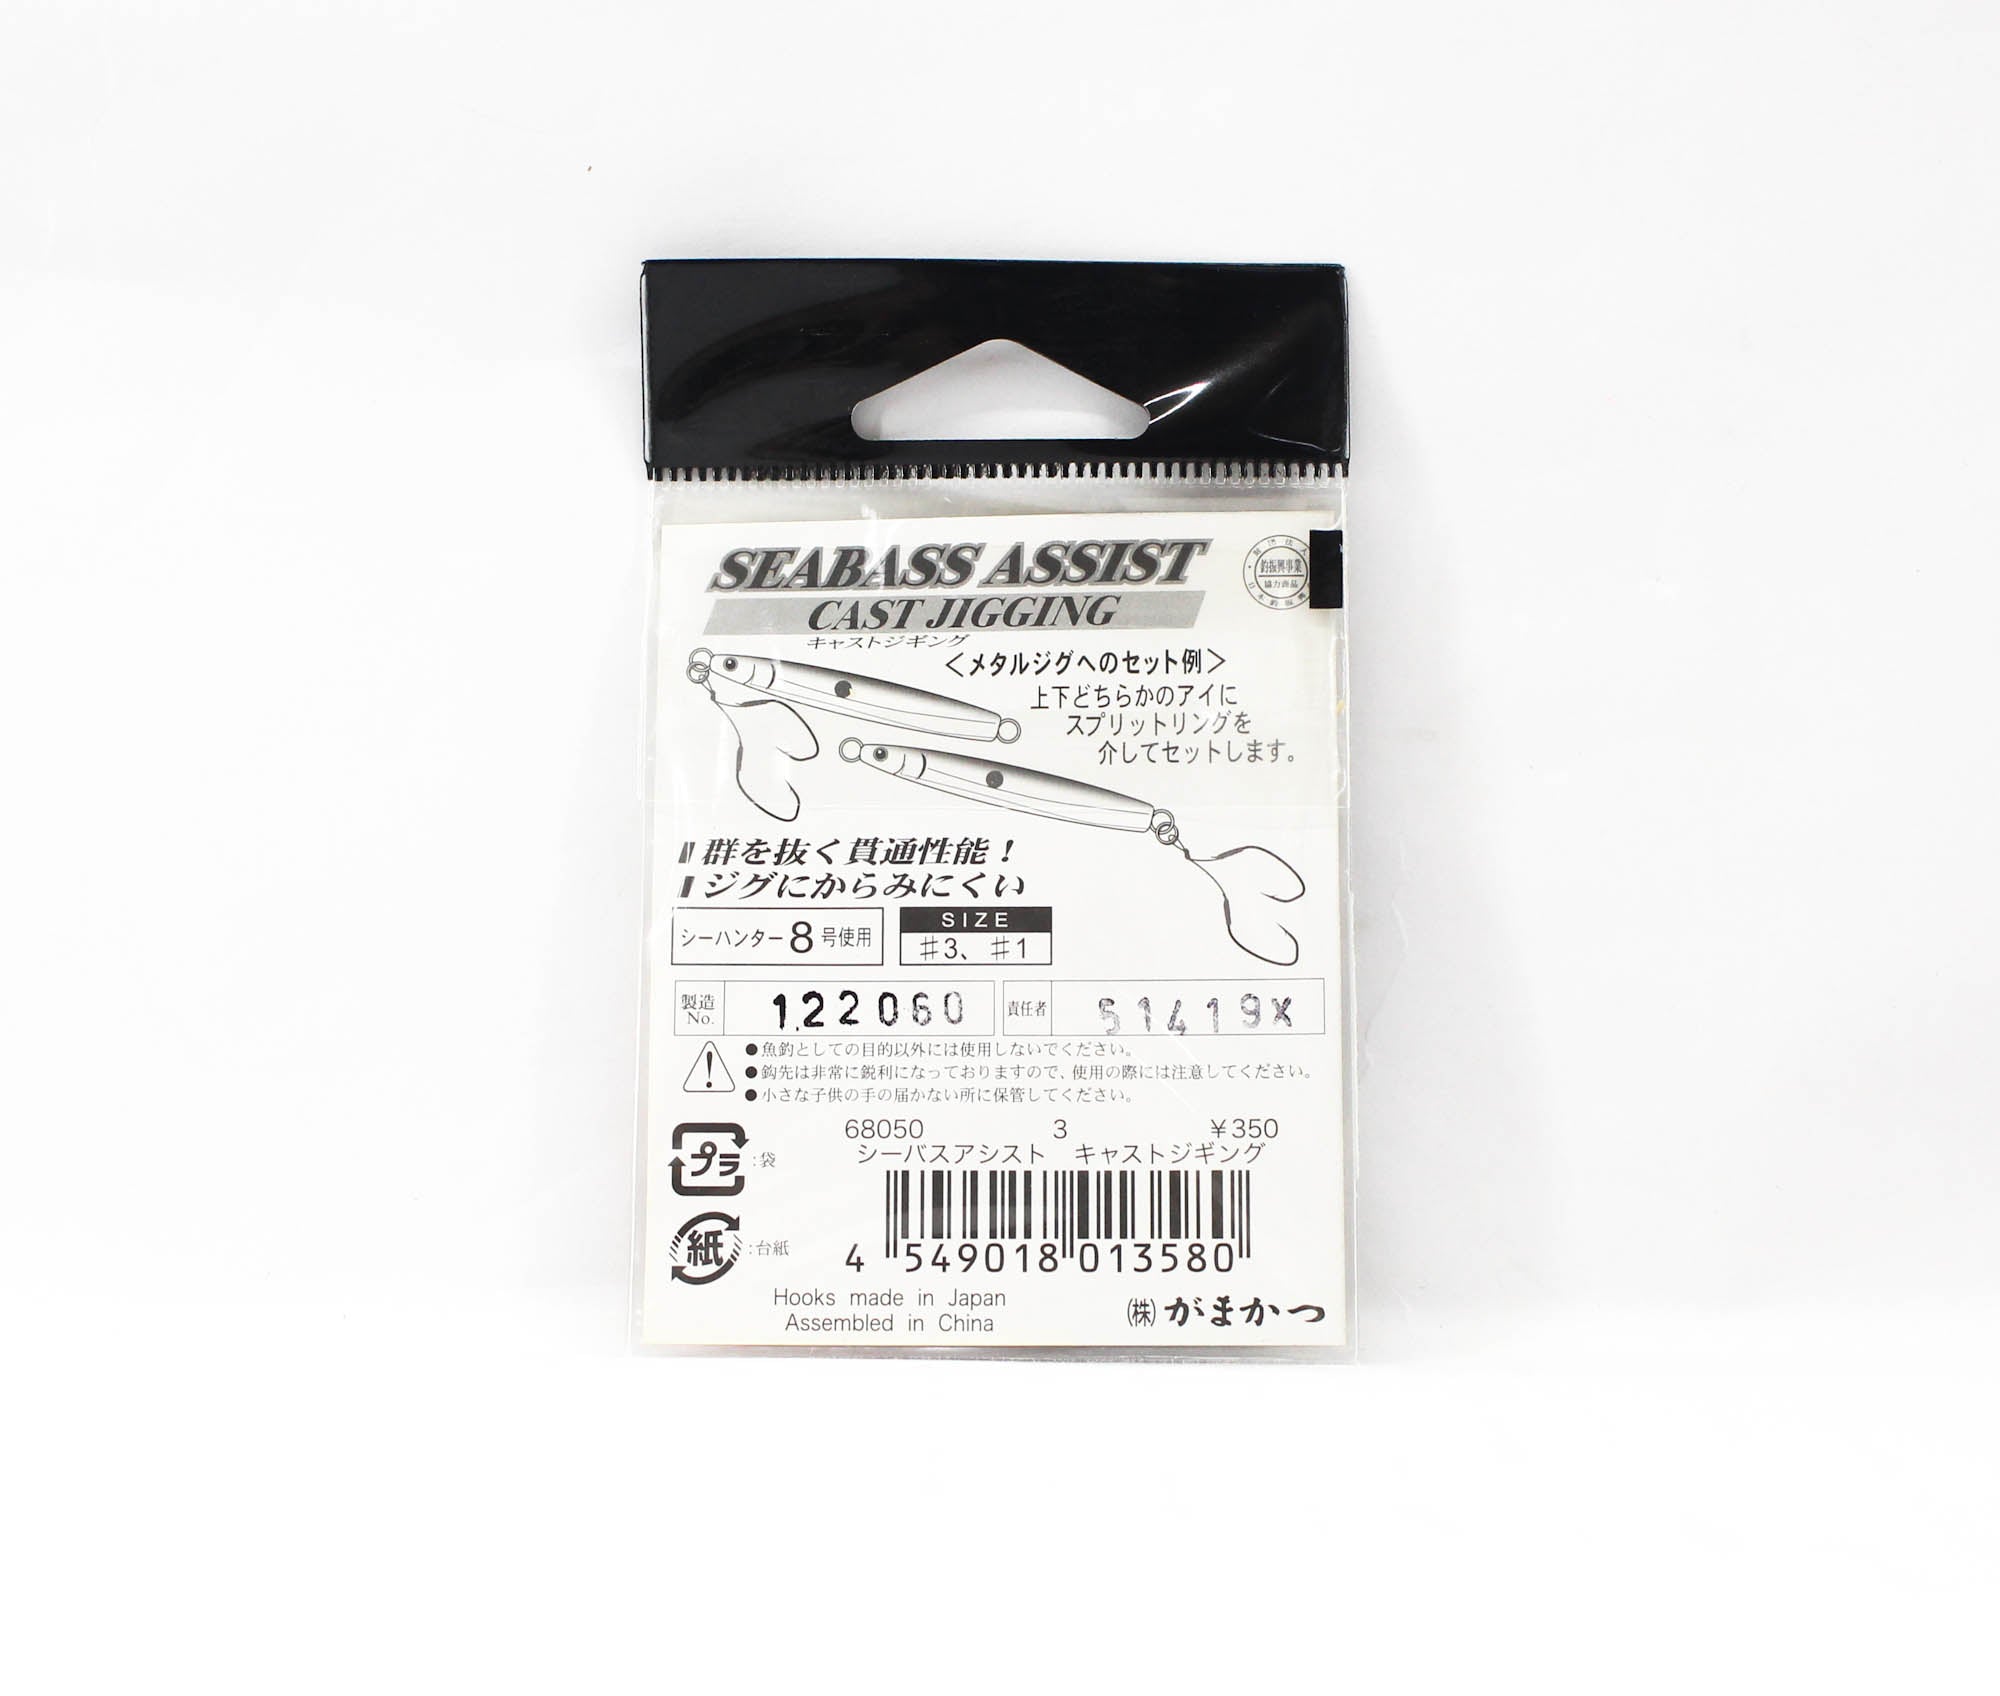 SEABASS ASSIST
CAST JIGGING
キャストジギング
釣振興事業
協力商品
＜メタルジグへのセット例＞
上下どちらかのアイに
スプリットリングを
介してセットします。
群を抜く貫通性能！
ジグにからみにくい
シーハンター8号使用
SIZE
♯3、♯1
製造No. 122060
責任者 51419X
●魚釣としての目的以外には使用しないでください。
●鈎先は非常に鋭利になっておりますので、使用の際には注意してください。
●小さな子供の手の届かない所に保管してください。
68050 3 ￥350
シーバスアシスト キャストジギング
プラ :袋
4 549018 013580
紙 :台紙
Hooks made in Japan
Assembled in China
(株)がまかつ